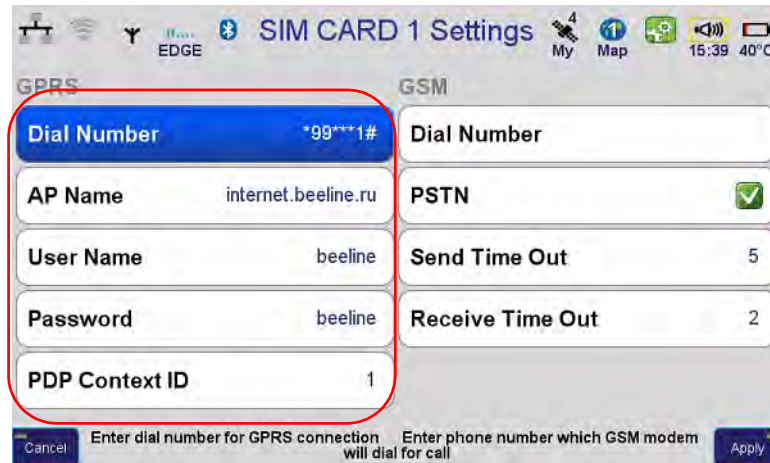 EDGE
SIM CARD 1 Settings
4
My
1
Map
15:39
40°C
GPRS
Dial Number *99***1#
AP Name internet.beeline.ru
User Name beeline
Password beeline
PDP Context ID 1
GSM
Dial Number
PSTN
Send Time Out 5
Receive Time Out 2
Cancel
Enter dial number for GPRS connection Enter phone number which GSM modem
will dial for call
Apply